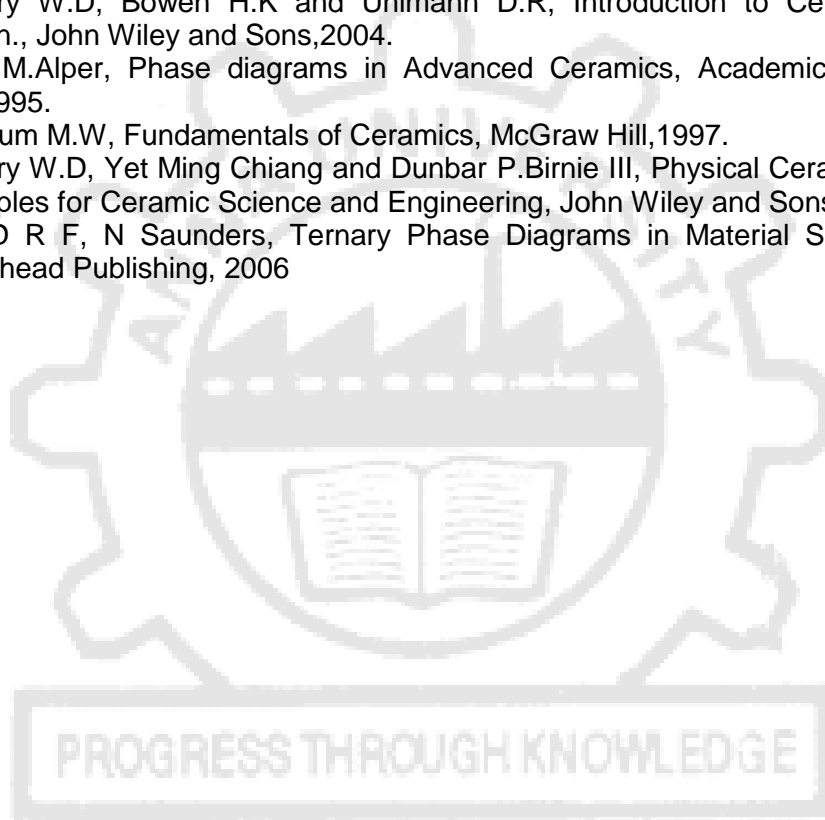 ry W.D, Bowen H.K and Uhlmann D.R, Introduction to Ce
n., John Wiley and Sons,2004.
M.Alper, Phase diagrams in Advanced Ceramics, Academic
995.
um M.W, Fundamentals of Ceramics, McGraw Hill,1997.
ry W.D, Yet Ming Chiang and Dunbar P.Birnie III, Physical Cera
ples for Ceramic Science and Engineering, John Wiley and Sons
D R F, N Saunders, Ternary Phase Diagrams in Material S
head Publishing, 2006
ANNA UNIVERSITY
PROGRESS THROUGH KNOWLEDGE